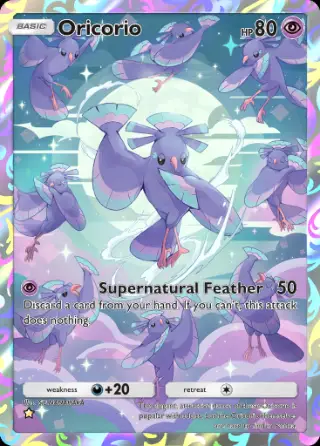 BASIC Oricorio HP 80
Supernatural Feather 50
Discard a card from your hand. If you can't, this attack
does nothing.
weakness +20 retreat